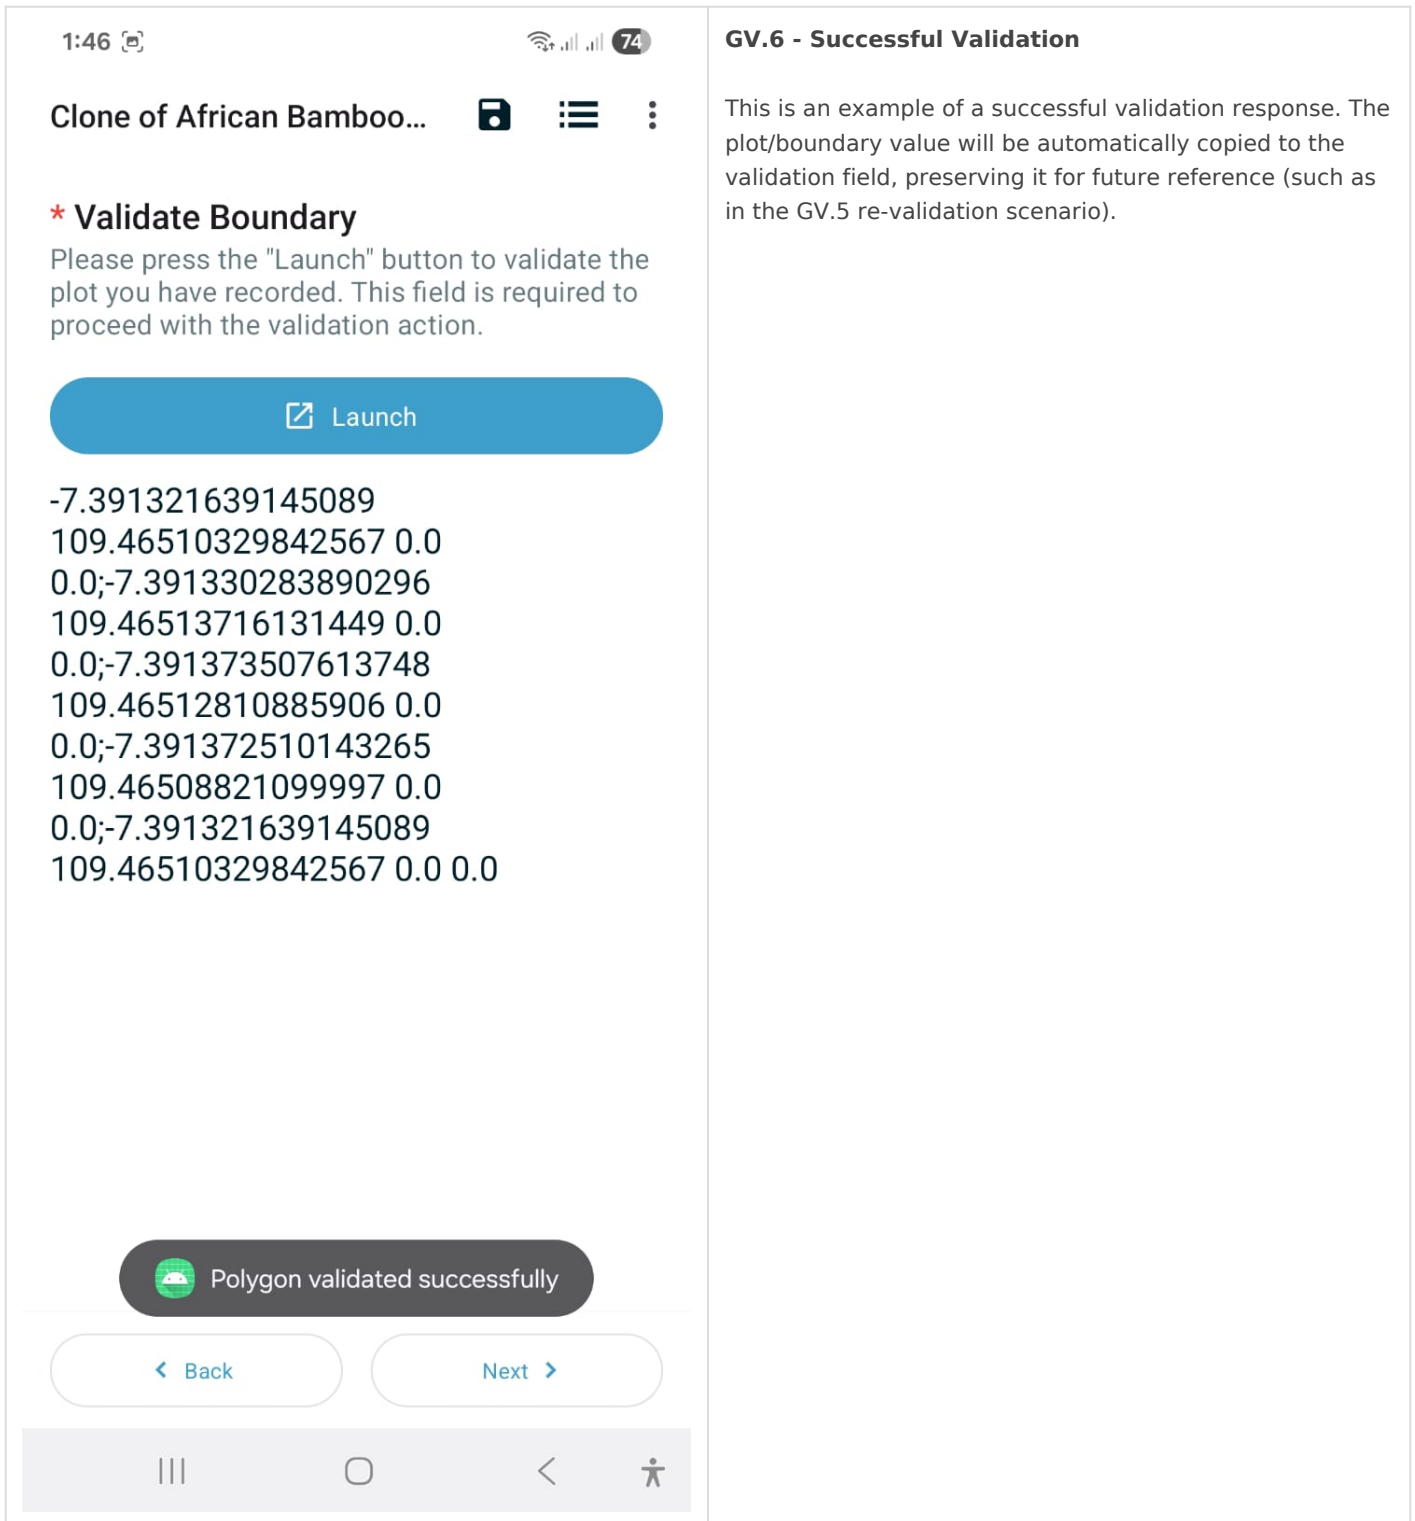 1:46
74
Clone of African Bamboo...
* Validate Boundary
Please press the "Launch" button to validate the
plot you have recorded. This field is required to
proceed with the validation action.
Launch
-7.391321639145089
109.46510329842567 0.0
0.0;-7.391330283890296
109.46513716131449 0.0
0.0;-7.391373507613748
109.46512810885906 0.0
0.0;-7.391372510143265
109.46508821099997 0.0
0.0;-7.391321639145089
109.46510329842567 0.0 0.0
Polygon validated successfully
Back
Next
GV.6 - Successful Validation
This is an example of a successful validation response. The
plot/boundary value will be automatically copied to the
validation field, preserving it for future reference (such as
in the GV.5 re-validation scenario).